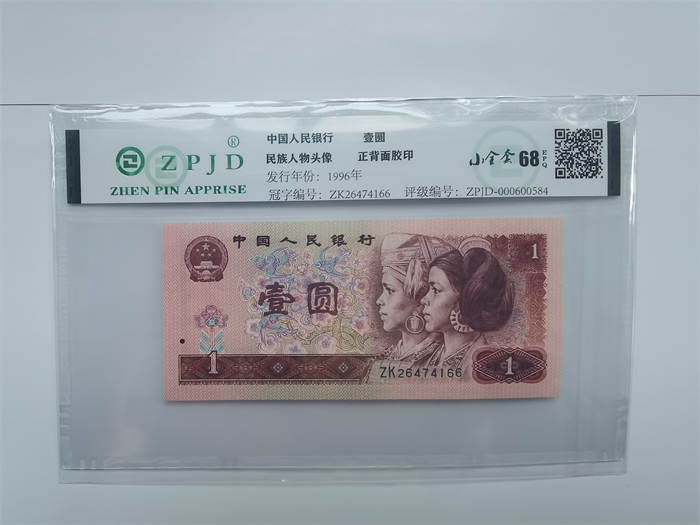 ZPJD®
ZHEN PIN APPRISE
中国人民银行 壹圆
民族人物头像 正背面胶印
发行年份：1996年
冠字编号：ZK26474166 评级编号：ZPJD-000600584
小全套 68 EPQ
中国人民银行
壹圆
1
1
ZK26474166
1